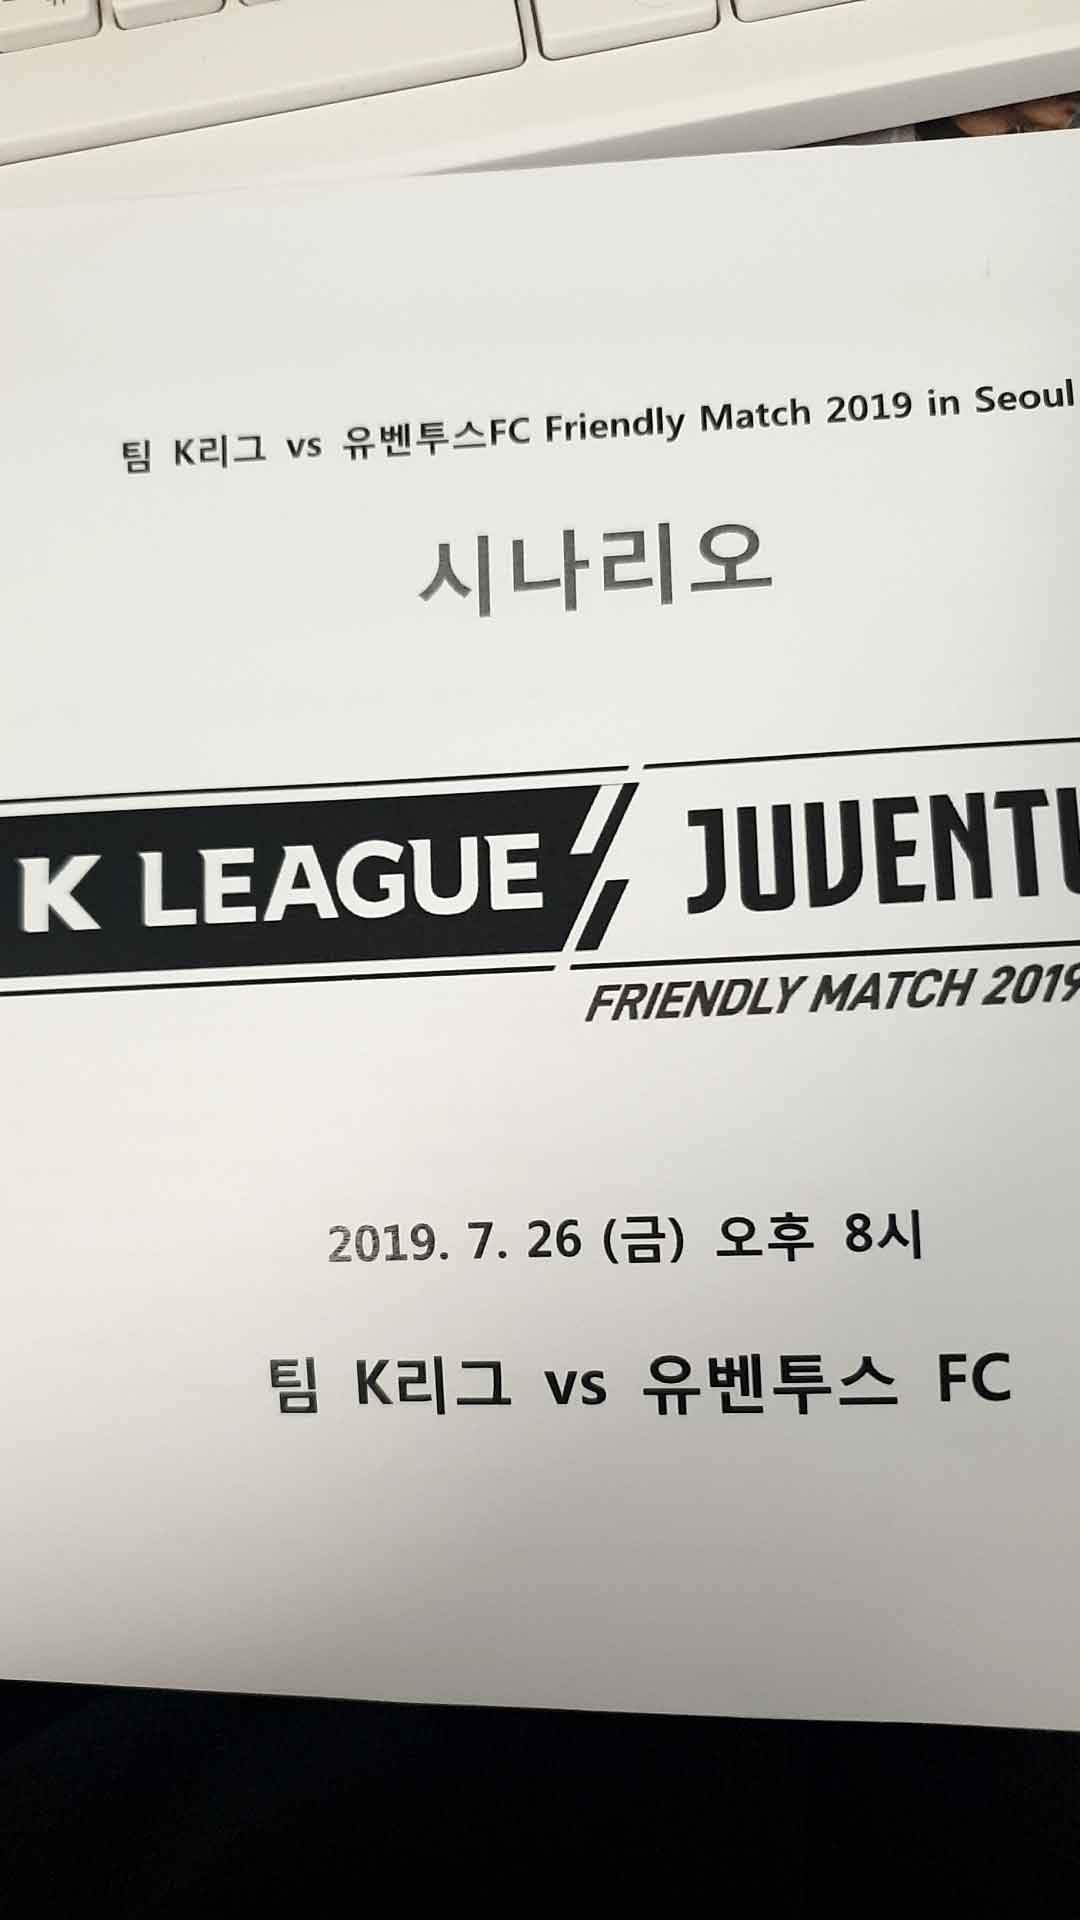 팀 K리그 vs 유벤투스FC Friendly Match 2019 in Seoul
시나리오
K LEAGUE JUVENTU
FRIENDLY MATCH 2019
2019. 7. 26 (금) 오후 8시
팀 K리그 vs 유벤투스 FC